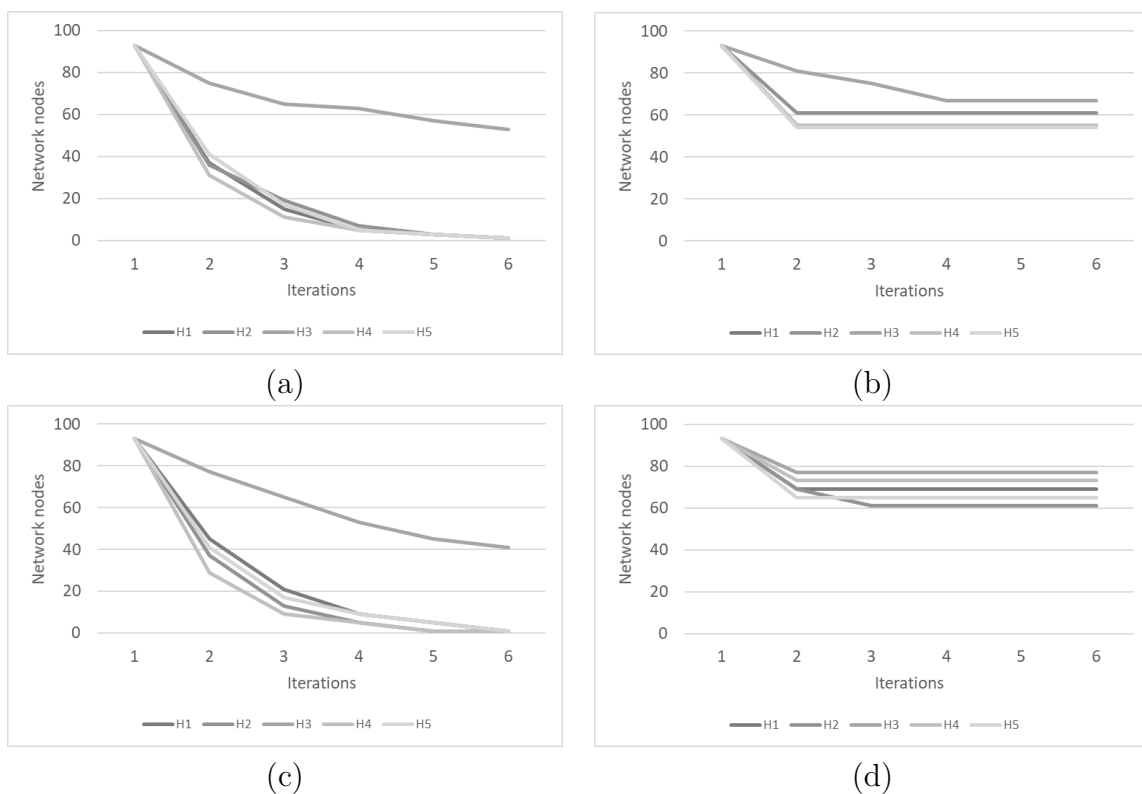 100
80
60
40
20
0
Network nodes
1 2 3 4 5 6
Iterations
H1 H2 H3 H4 H5
(a)
100
80
60
40
20
0
Network nodes
1 2 3 4 5 6
Iterations
H1 H2 H3 H4 H5
(b)
100
80
60
40
20
0
Network nodes
1 2 3 4 5 6
Iterations
H1 H2 H3 H4 H5
(c)
100
80
60
40
20
0
Network nodes
1 2 3 4 5 6
Iterations
H1 H2 H3 H4 H5
(d)